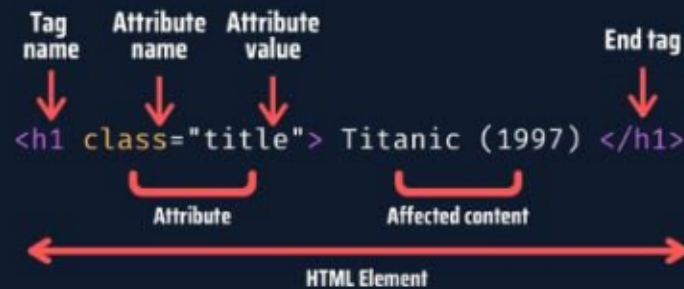 Tag name
Attribute name
Attribute value
End tag
<h1 class="title"> Titanic (1997) </h1>
Attribute
Affected content
HTML Element